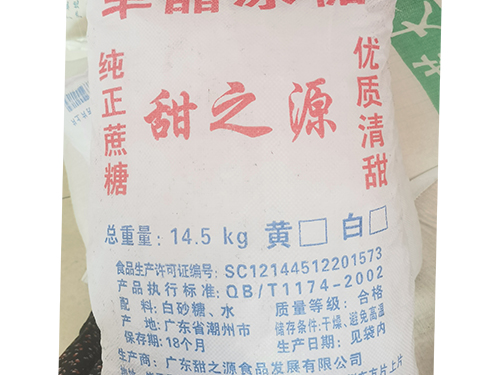 单晶冰糖
纯正蔗糖
甜之源
优质清甜
总重量: 14.5 kg 黄□ 白□
食品生产许可证编号: SC12144512201573
产品执行标准: QB/T1174-2002
配料: 白砂糖、水 质量等级: 合格
产地: 广东省潮州市 储存条件:干燥、避免高温
保存期: 18个月 生产日期: 见袋内
生产商: 广东甜之源食品发展有限公司